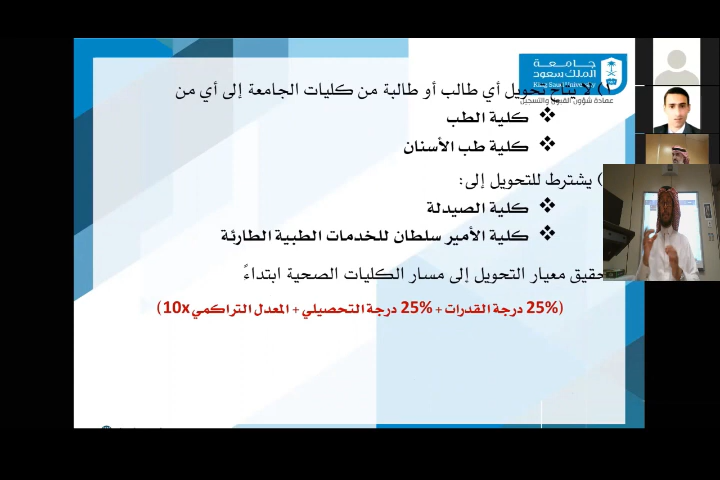 جامعة
الملك سعود
King Saud University
عمادة شؤون القبول والتسجيل
١) لا يتاح تحويل أي طالب أو طالبة من كليات الجامعة إلى أي من
❖ كلية الطب
❖ كلية طب الأسنان
) يشترط للتحويل إلى:
❖ كلية الصيدلة
❖ كلية الأمير سلطان للخدمات الطبية الطارئة
تحقيق معيار التحويل إلى مسار الكليات الصحية ابتداءً
(25% درجة القدرات + 25% درجة التحصيلي + المعدل التراكمي 10x)